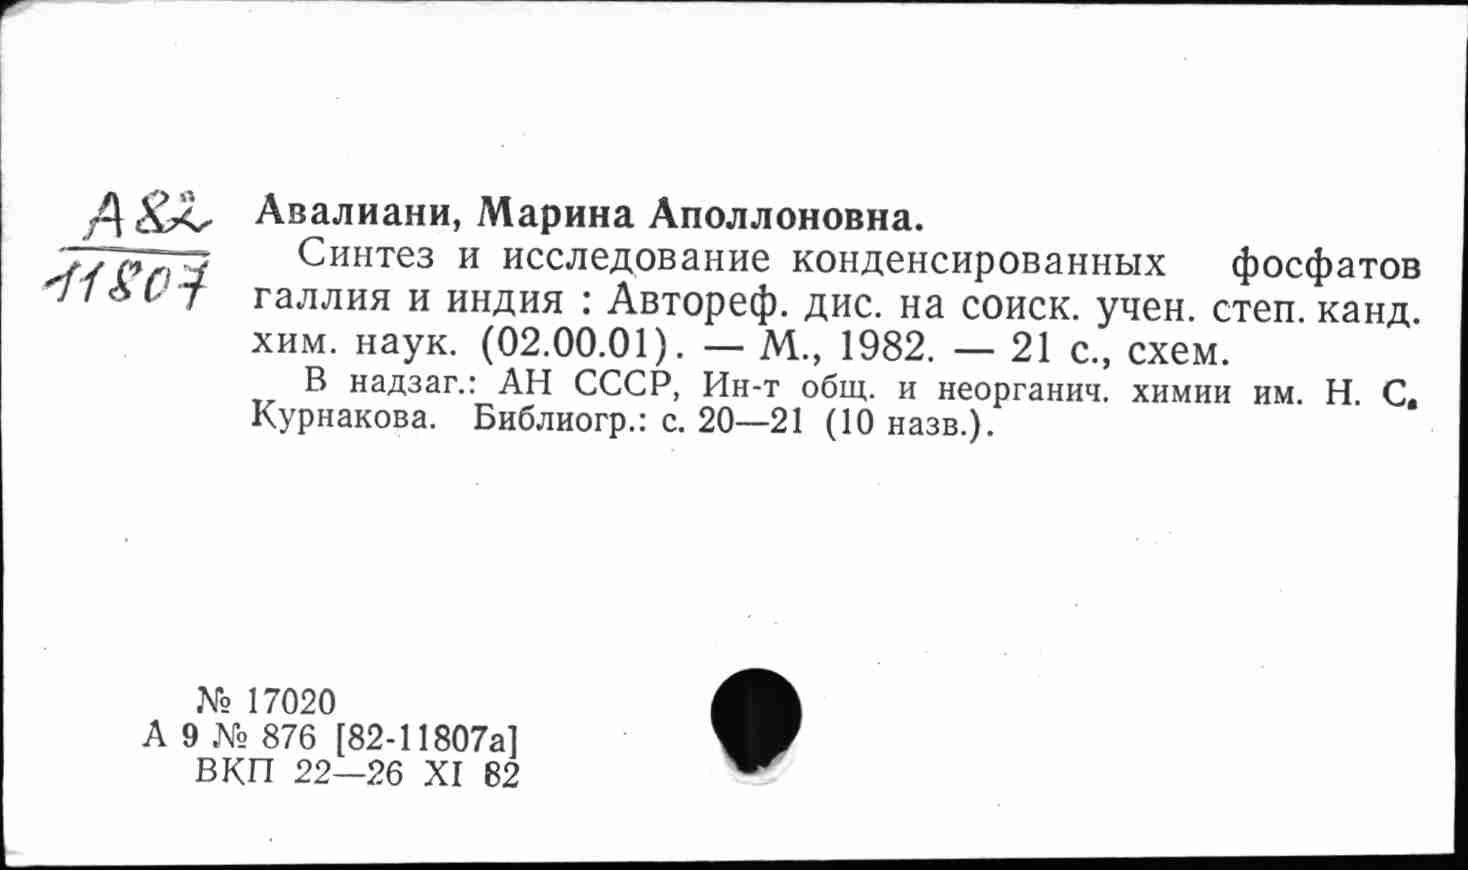 А82
11807
Авалиани, Марина Аполлоновна.
Синтез и исследование конденсированных фосфатов
галлия и индия : Автореф. дис. на соиск. учен. степ. канд.
хим. наук. (02.00.01). — М., 1982. — 21 с., схем.
В надзаг.: АН СССР, Ин-т общ. и неорганич. химии им. Н. С.
Курнакова. Библиогр.: с. 20—21 (10 назв.).
№ 17020
А 9 № 876 [82-11807а]
ВКП 22—26 XI 82